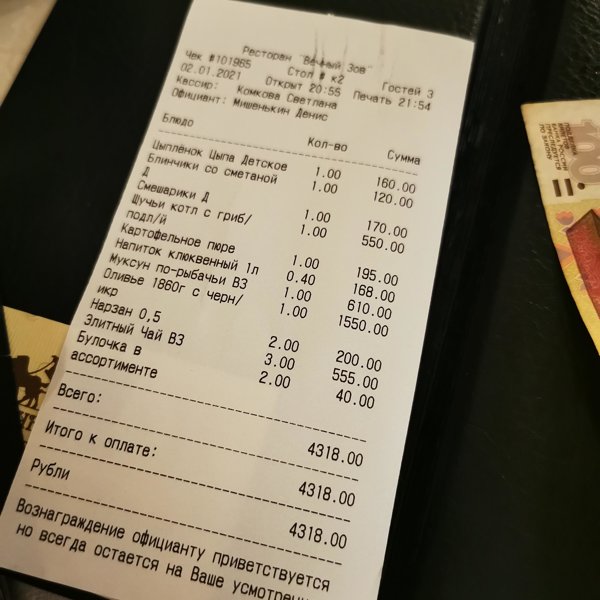 Ресторан "Вечный Зов"
Чек #101965 Стол # к2 Гостей 3
02.01.2021 Открыт 20:55 Печать 21:54
Кассир: Комкова Светлана
Официант: Мишенькин Денис
Блюдо Кол-во Сумма
Цыплёнок Цыпа Детское 1.00 160.00
Блинчики со сметаной 1.00 120.00
Д
Смешарики Д 1.00 170.00
Щучьи котл с гриб/ 1.00 550.00
подл/й
Картофельное пюре 1.00 195.00
Напиток клюквенный 1л 0.40 168.00
Муксун по-рыбачьи ВЗ 1.00 610.00
Оливье 1860г с черн/ 1.00 1550.00
икр
Нарзан 0,5 2.00 200.00
Элитный Чай ВЗ 3.00 555.00
Булочка в 2.00 40.00
ассортименте
Всего: 4318.00
Итого к оплате: 4318.00
Рубли 4318.00
Вознаграждение официанту приветствуется
но всегда остается на Ваше